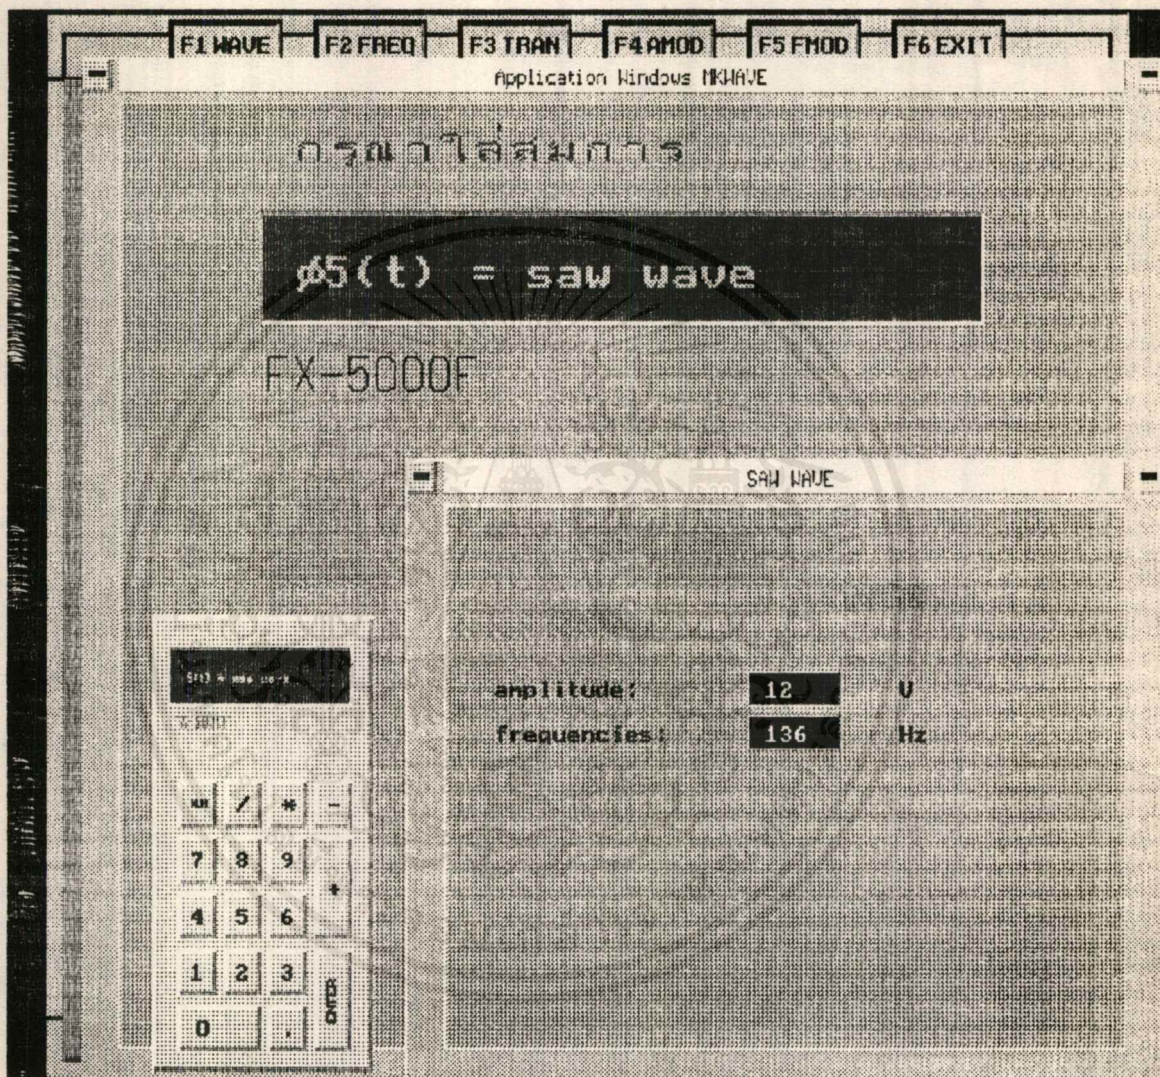 F1 WAVE F2 FREQ F3 TRAN F4 AMOD F5 FMOD F6 EXIT
Application Windows MKWAVE
กรุณาใส่สมการ
φ5(t) = saw wave
FX-5000F
SAW WAVE
amplitude: 12 V
frequencies: 136 Hz
/ * -
7 8 9
+
4 5 6
1 2 3
ENTER
0 .